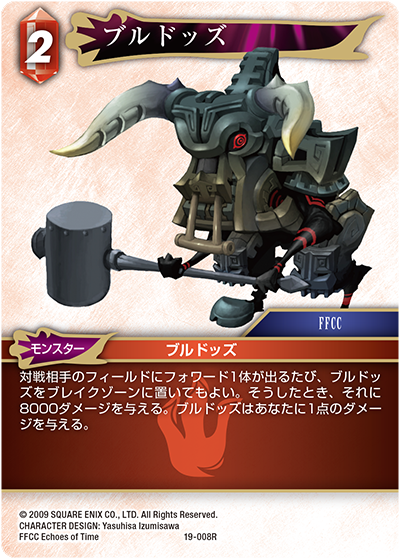 2
ブルドッズ
FFCC
モンスター
ブルドッズ
対戦相手のフィールドにフォワード1体が出るたび、ブルドッ
ズをブレイクゾーンに置いてもよい。そうしたとき、それに
8000ダメージを与える。ブルドッズはあなたに1点のダメー
ジを与える。
© 2009 SQUARE ENIX CO., LTD. All Rights Reserved.
CHARACTER DESIGN: Yasuhisa Izumisawa
FFCC Echoes of Time 19-008R